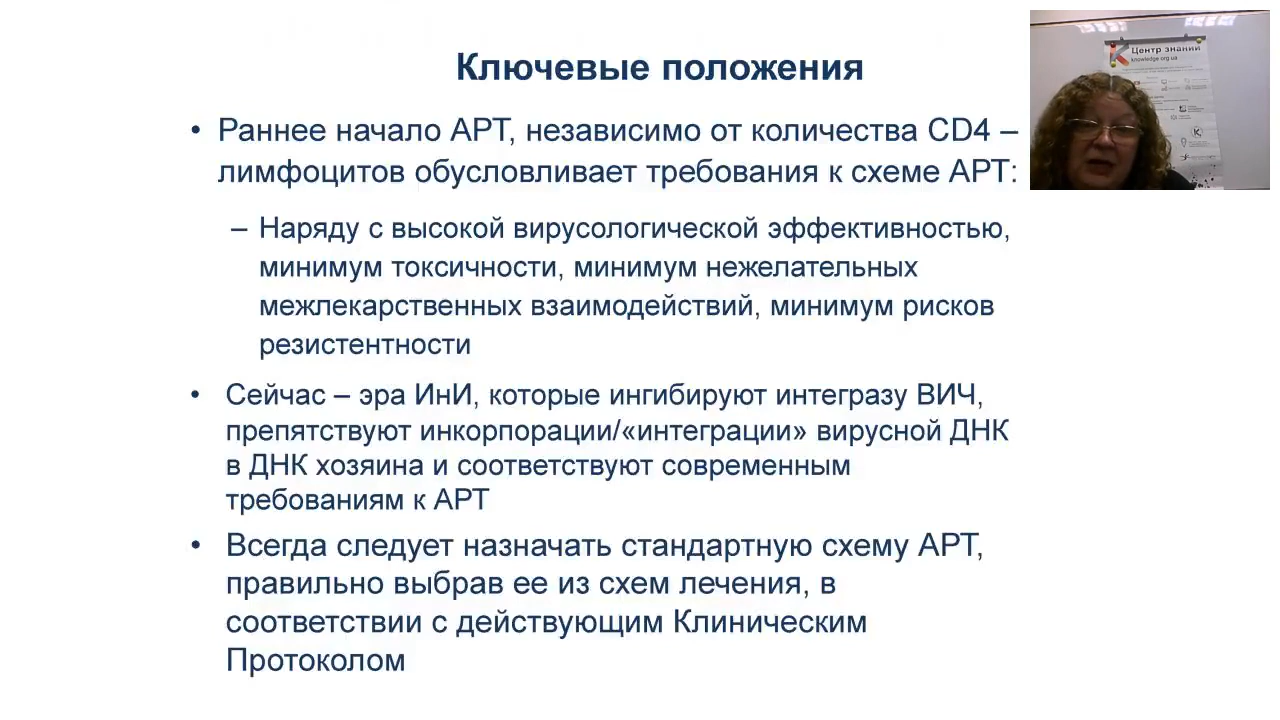 Ключевые положения
• Раннее начало АРТ, независимо от количества CD4 –
лимфоцитов обусловливает требования к схеме АРТ:
– Наряду с высокой вирусологической эффективностью,
минимум токсичности, минимум нежелательных
межлекарственных взаимодействий, минимум рисков
резистентности
• Сейчас – эра ИнИ, которые ингибируют интегразу ВИЧ,
препятствуют инкорпорации/«интеграции» вирусной ДНК
в ДНК хозяина и соответствуют современным
требованиям к АРТ
• Всегда следует назначать стандартную схему АРТ,
правильно выбрав ее из схем лечения, в
соответствии с действующим Клиническим
Протоколом
Центр знаний
knowledge.org.ua